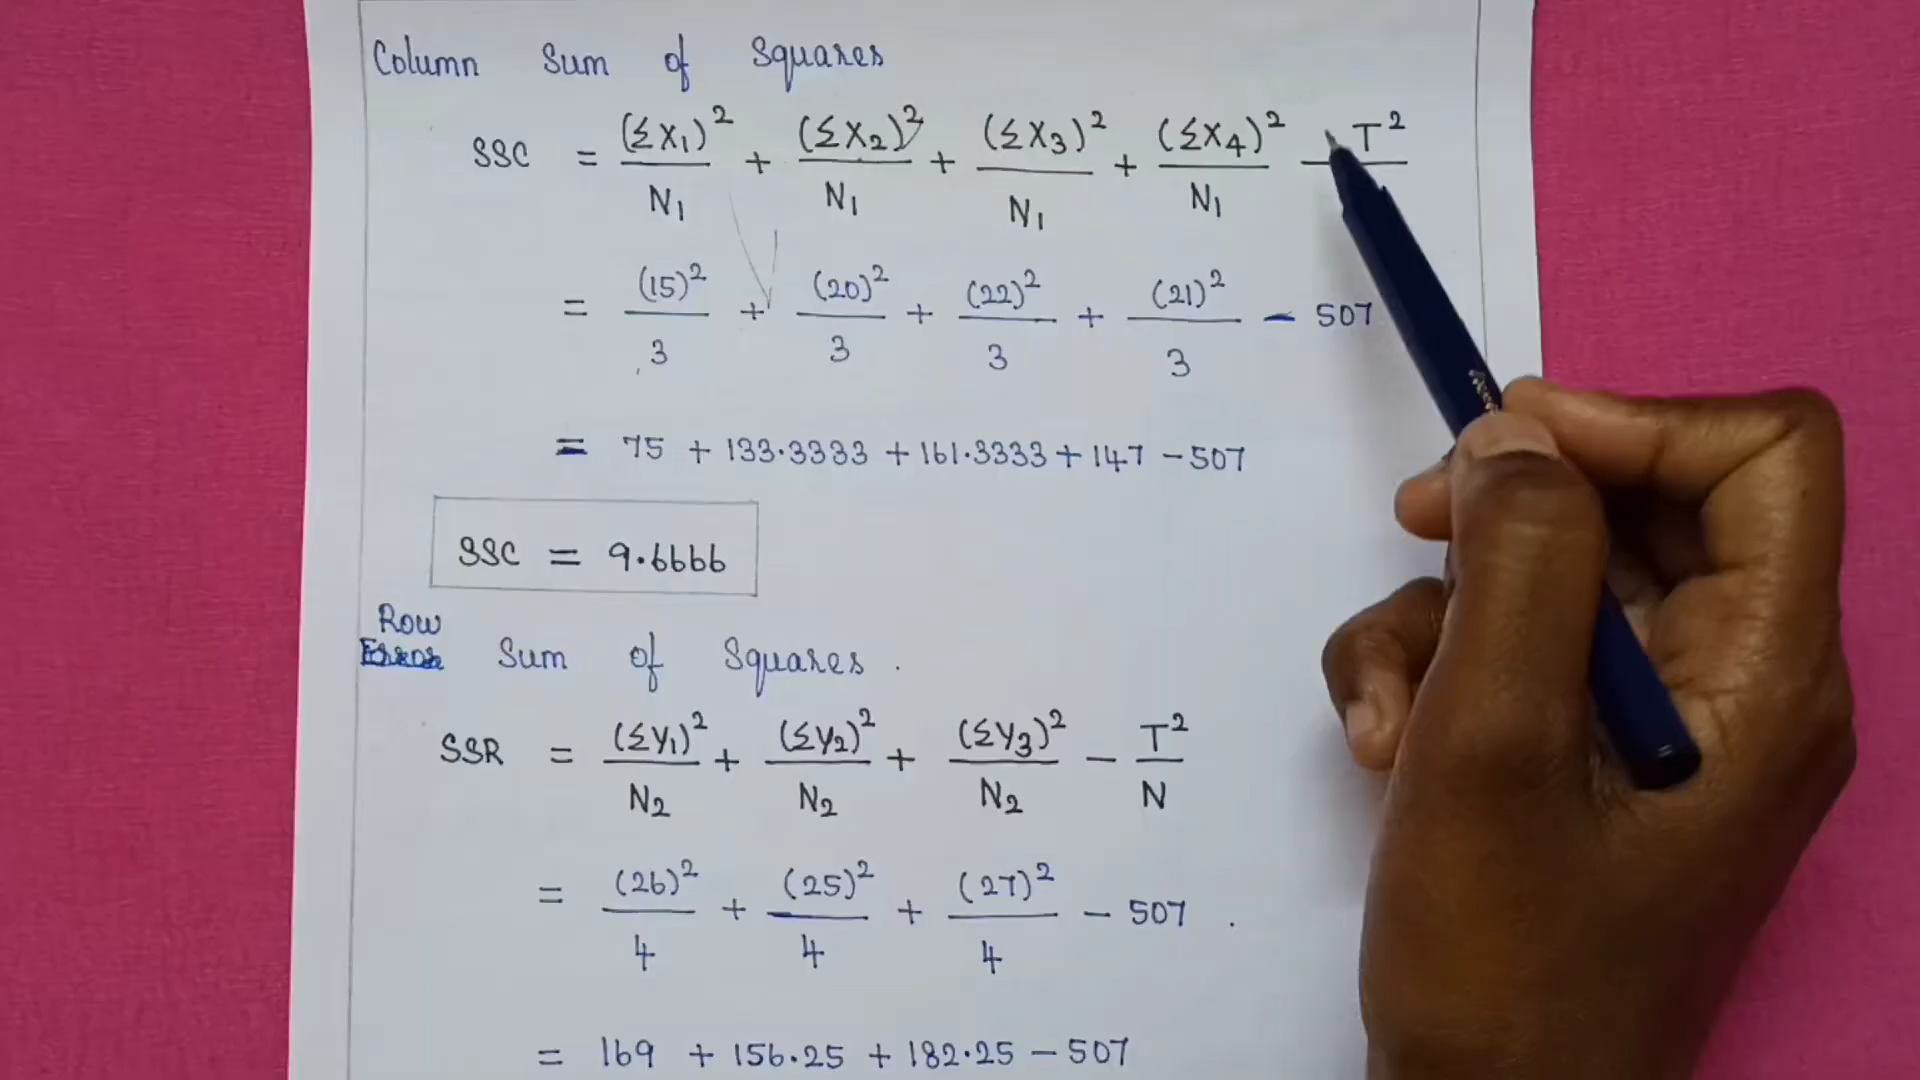 Column Sum of Squares
SSC = (ΣX₁)²/N₁ + (ΣX₂)²/N₁ + (ΣX₃)²/N₁ + (ΣX₄)²/N₁ - T²
= (15)²/3 + (20)²/3 + (22)²/3 + (21)²/3 - 507
= 75 + 133.3333 + 161.3333 + 147 - 507
SSC = 9.6666
Row
Error Sum of Squares .
SSR = (ΣY₁)²/N₂ + (ΣY₂)²/N₂ + (ΣY₃)²/N₂ - T²/N
= (26)²/4 + (25)²/4 + (27)²/4 - 507 .
= 169 + 156.25 + 182.25 - 507